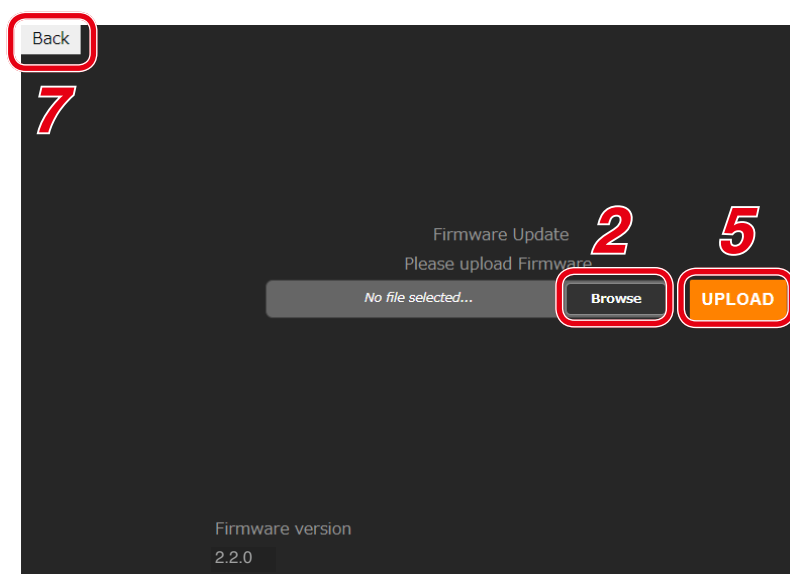 Back
7
Firmware Update
2
5
Please upload Firmware
No file selected...
Browse
UPLOAD
Firmware version
2.2.0